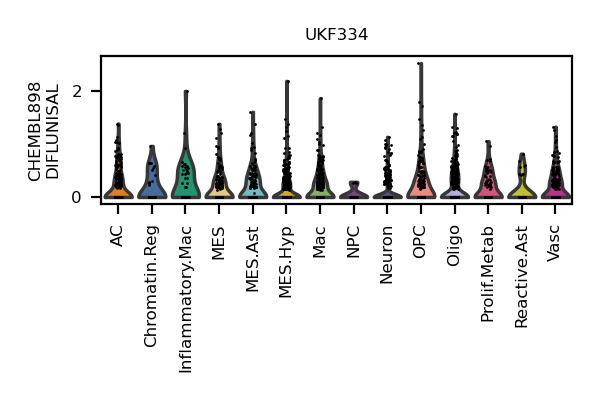 UKF334
CHEMBL898
DIFLUNISAL
2
0
AC
Chromatin.Reg
Inflammatory.Mac
MES
MES.Ast
MES.Hyp
Mac
NPC
Neuron
OPC
Oligo
Prolif.Metab
Reactive.Ast
Vasc